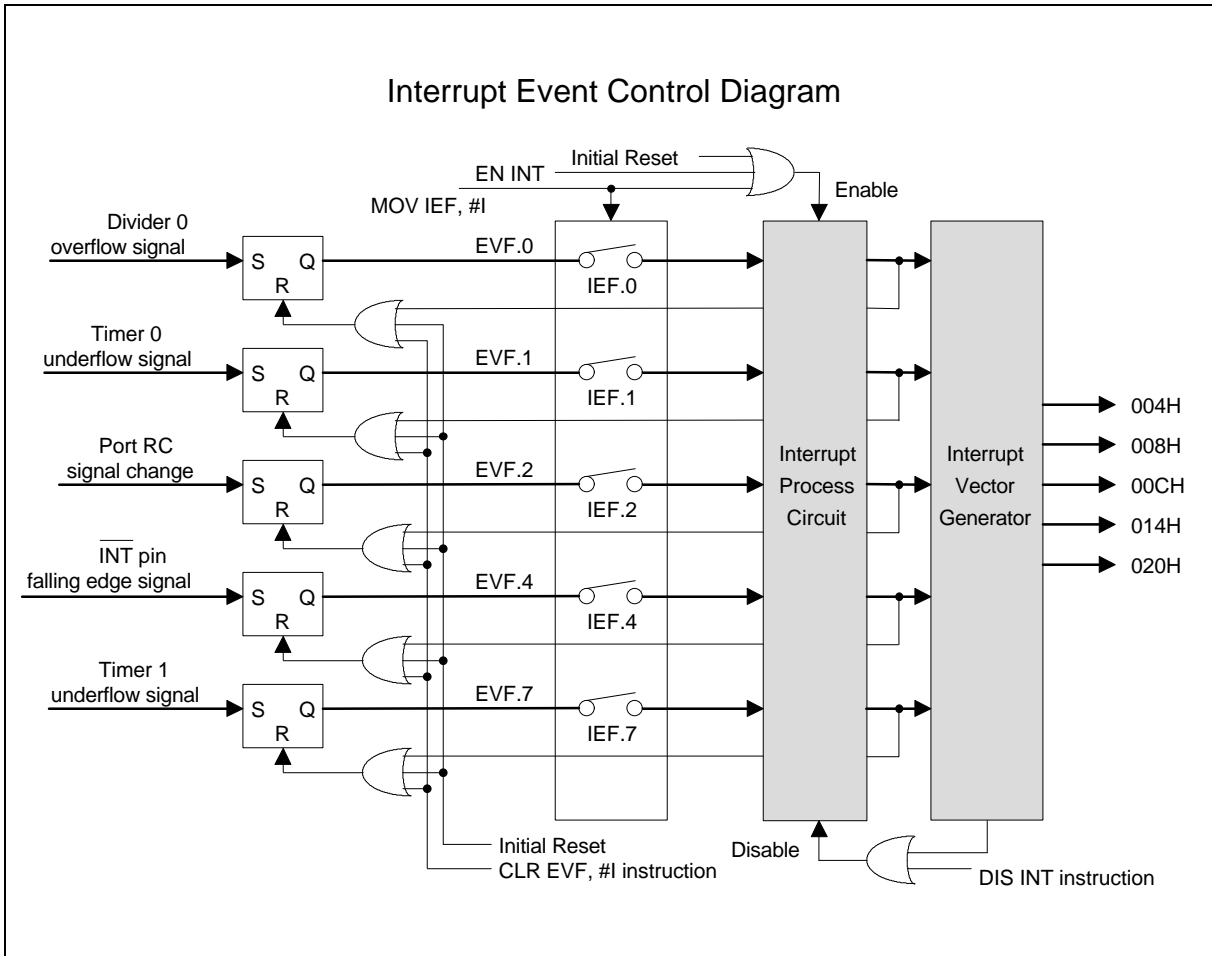 Interrupt Event Control Diagram
Initial Reset
EN INT
MOV IEF, #I
Enable
Divider 0
overflow signal
S Q
R
EVF.0
IEF.0
Timer 0
underflow signal
S Q
R
EVF.1
IEF.1
Port RC
signal change
S Q
R
EVF.2
IEF.2
INT pin
falling edge signal
S Q
R
EVF.4
IEF.4
Timer 1
underflow signal
S Q
R
EVF.7
IEF.7
Interrupt
Process
Circuit
Interrupt
Vector
Generator
004H
008H
00CH
014H
020H
Initial Reset
CLR EVF, #I instruction
Disable
DIS INT instruction